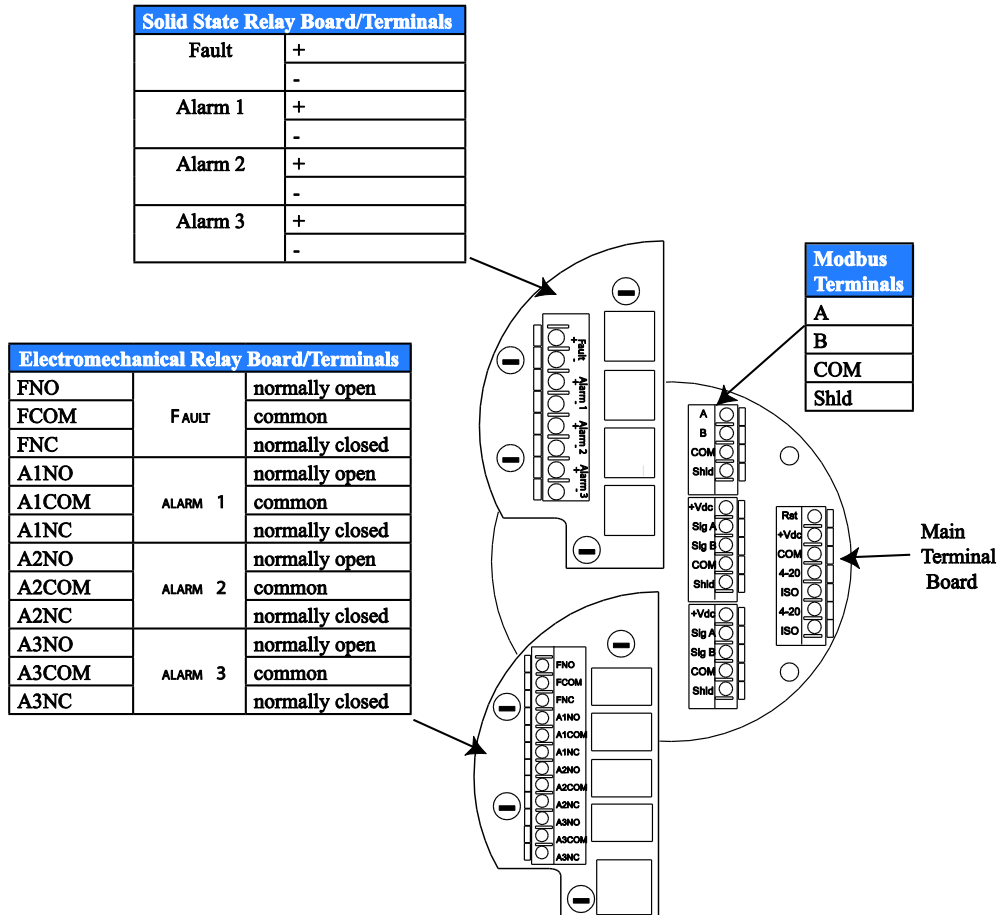 Solid State Relay Board/Terminals
Fault +
-
Alarm 1 +
-
Alarm 2 +
-
Alarm 3 +
-
Modbus
Terminals
A
B
COM
Shld
Electromechanical Relay Board/Terminals
FNO normally open
FCOM FAULT common
FNC normally closed
A1NO normally open
A1COM ALARM 1 common
A1NC normally closed
A2NO normally open
A2COM ALARM 2 common
A2NC normally closed
A3NO normally open
A3COM ALARM 3 common
A3NC normally closed
Fault
+
-
Alarm 1
+
-
Alarm 2
+
-
Alarm 3
+
-
A
B
COM
Shld
+Vdc
Sig A
Sig B
COM
Shld
+Vdc
Sig A
Sig B
COM
Shld
Rst
+Vdc
COM
4-20
ISO
4-20
ISO
Main
Terminal
Board
FNO
FCOM
FNC
A1NO
A1COM
A1NC
A2NO
A2COM
A2NC
A3NO
A3COM
A3NC